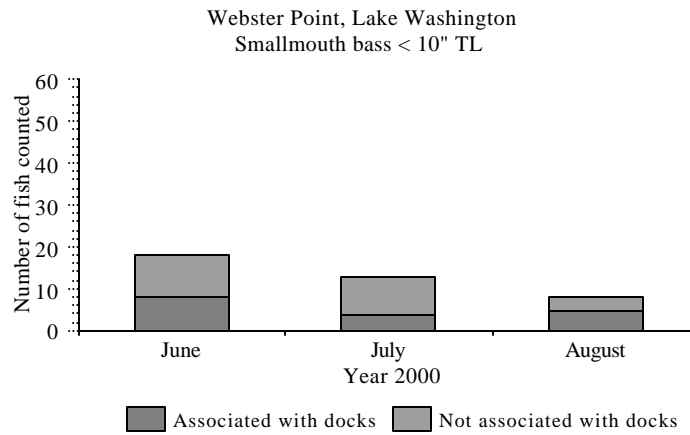 Webster Point, Lake Washington
Smallmouth bass < 10" TL
Number of fish counted
60
50
40
30
20
10
0
June July August
Year 2000
Associated with docks Not associated with docks